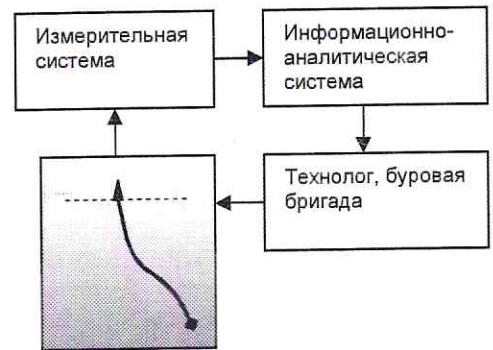 Измерительная
система
Информационно-
аналитическая
система
Технолог, буровая
бригада